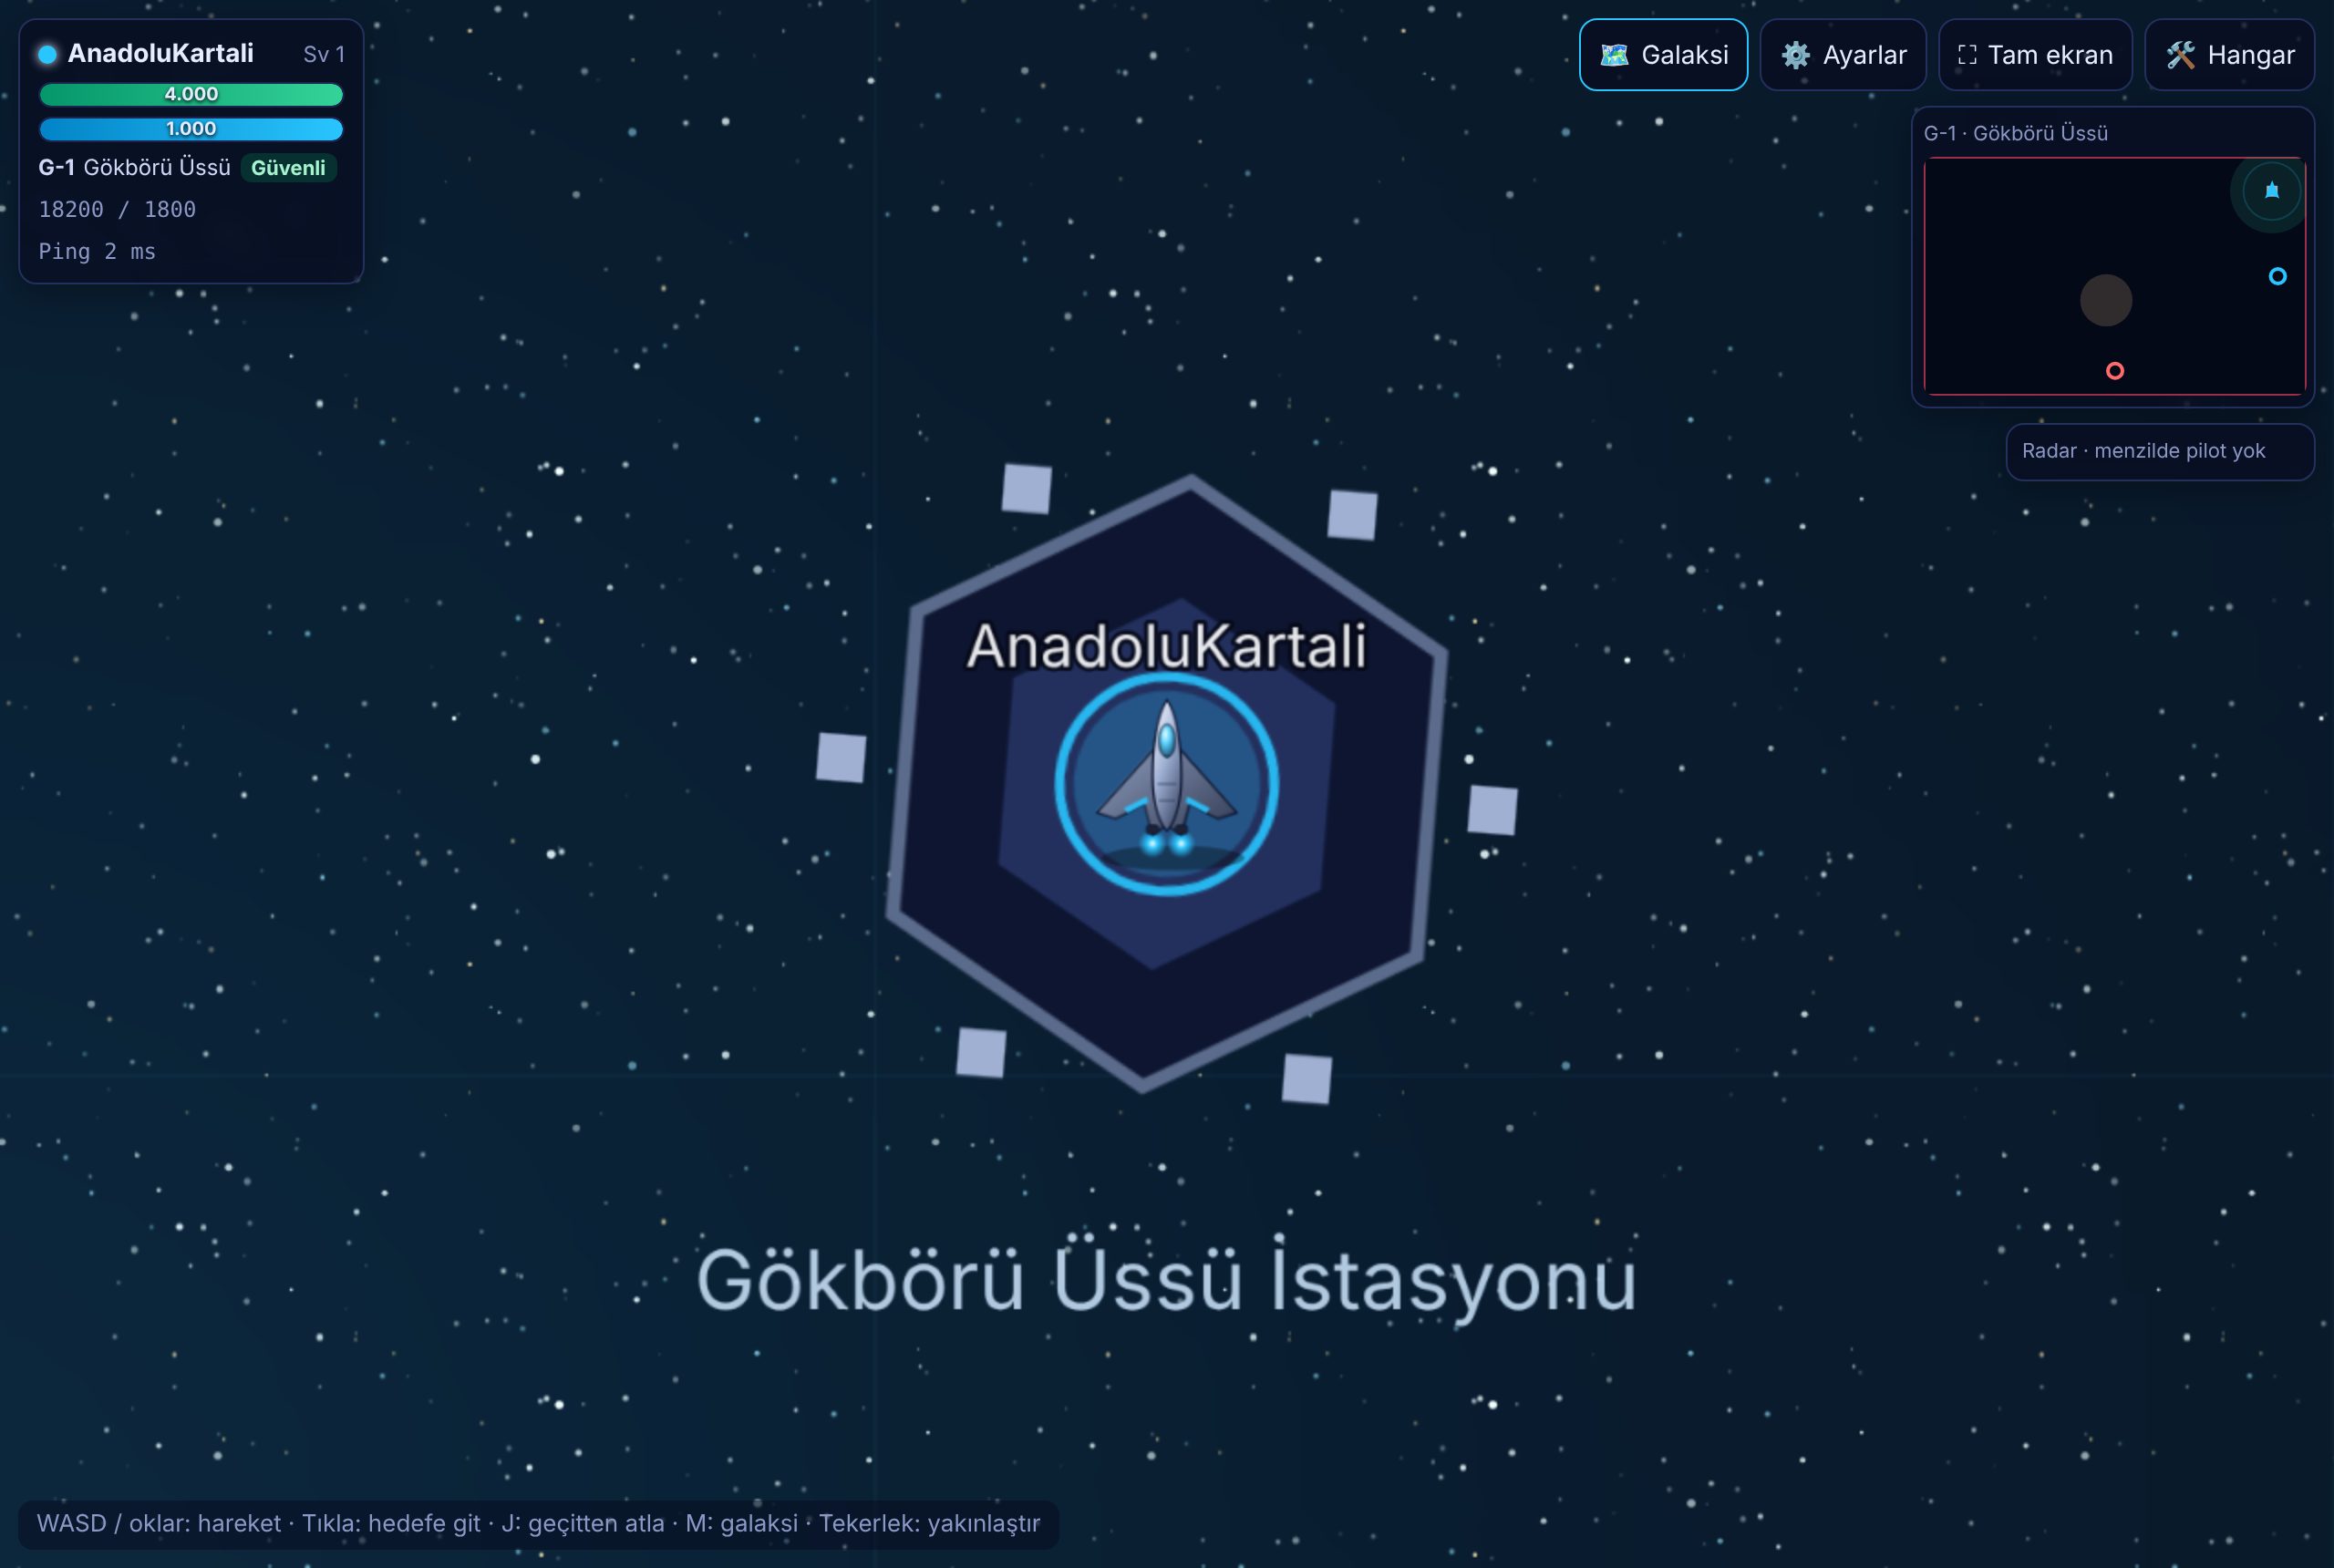 AnadoluKartali Sv 1
4.000
1.000
G-1 Gökbörü Üssü Güvenli
18200 / 1800
Ping 2 ms
Galaksi Ayarlar Tam ekran Hangar
G-1 · Gökbörü Üssü
Radar · menzilde pilot yok
AnadoluKartali
Gökbörü Üssü İstasyonu
WASD / oklar: hareket · Tıkla: hedefe git · J: geçitten atla · M: galaksi · Tekerlek: yakınlaştır